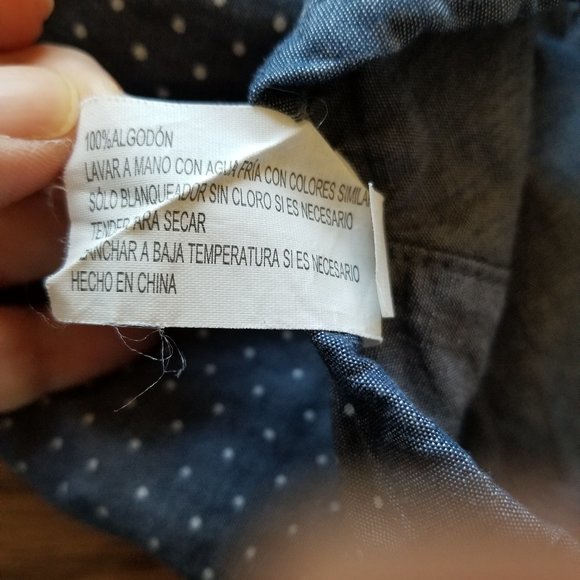 100%ALGODÓN
LAVAR A MANO CON AGUA FRÍA CON COLORES SIMILA
SÓLO BLANQUEADOR SIN CLORO SI ES NECESARIO
TENDER PARA SECAR
PLANCHAR A BAJA TEMPERATURA SI ES NECESARIO
HECHO EN CHINA